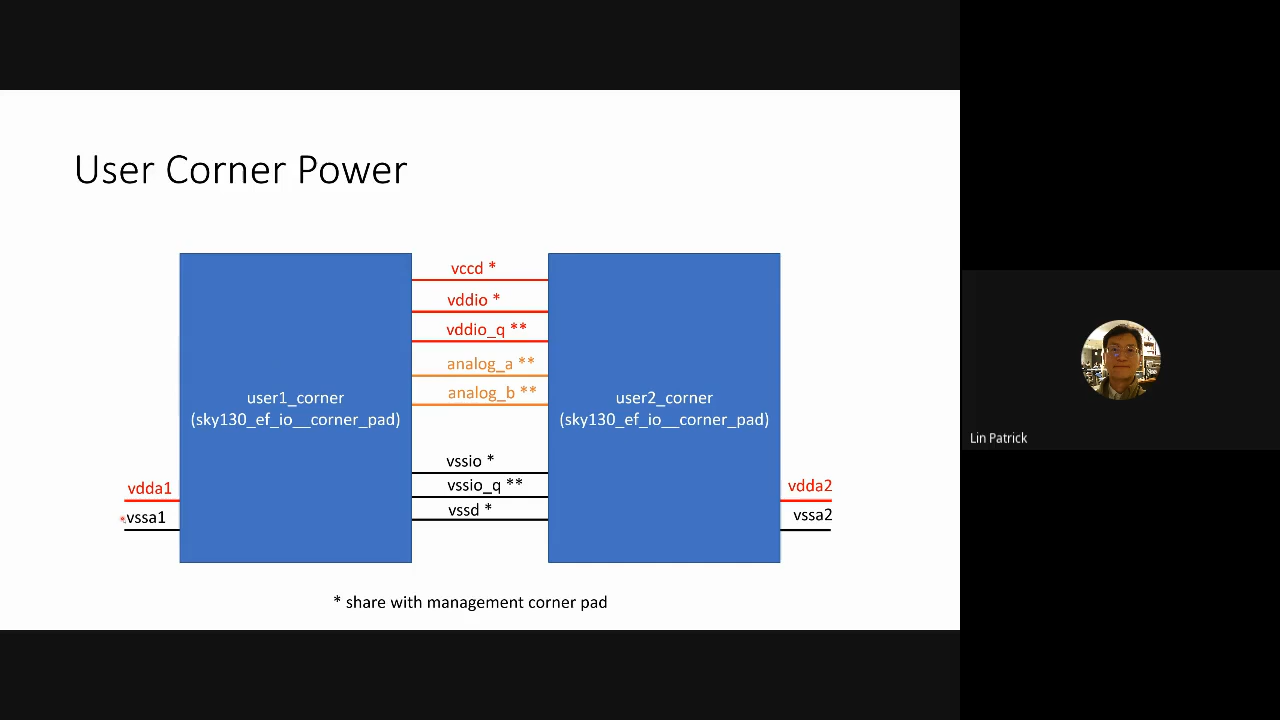 User Corner Power
vccd *
vddio *
vddio_q **
analog_a **
analog_b **
user1_corner
(sky130_ef_io__corner_pad)
user2_corner
(sky130_ef_io__corner_pad)
vssio *
vssio_q **
vssd *
vdda1
vssa1
vdda2
vssa2
* share with management corner pad
Lin Patrick